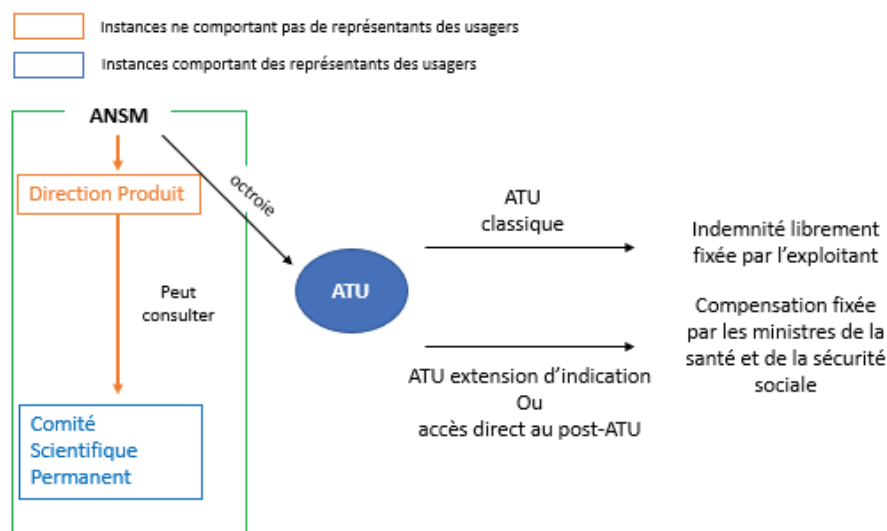 Instances ne comportant pas de représentants des usagers
Instances comportant des représentants des usagers
ANSM
Direction Produit
octroie
Peut
consulter
Comité
Scientifique
Permanent
ATU
ATU
classique
Indemnité librement
fixée par l'exploitant
ATU extension d'indication
Ou
accès direct au post-ATU
Compensation fixée
par les ministres de la
santé et de la sécurité
sociale